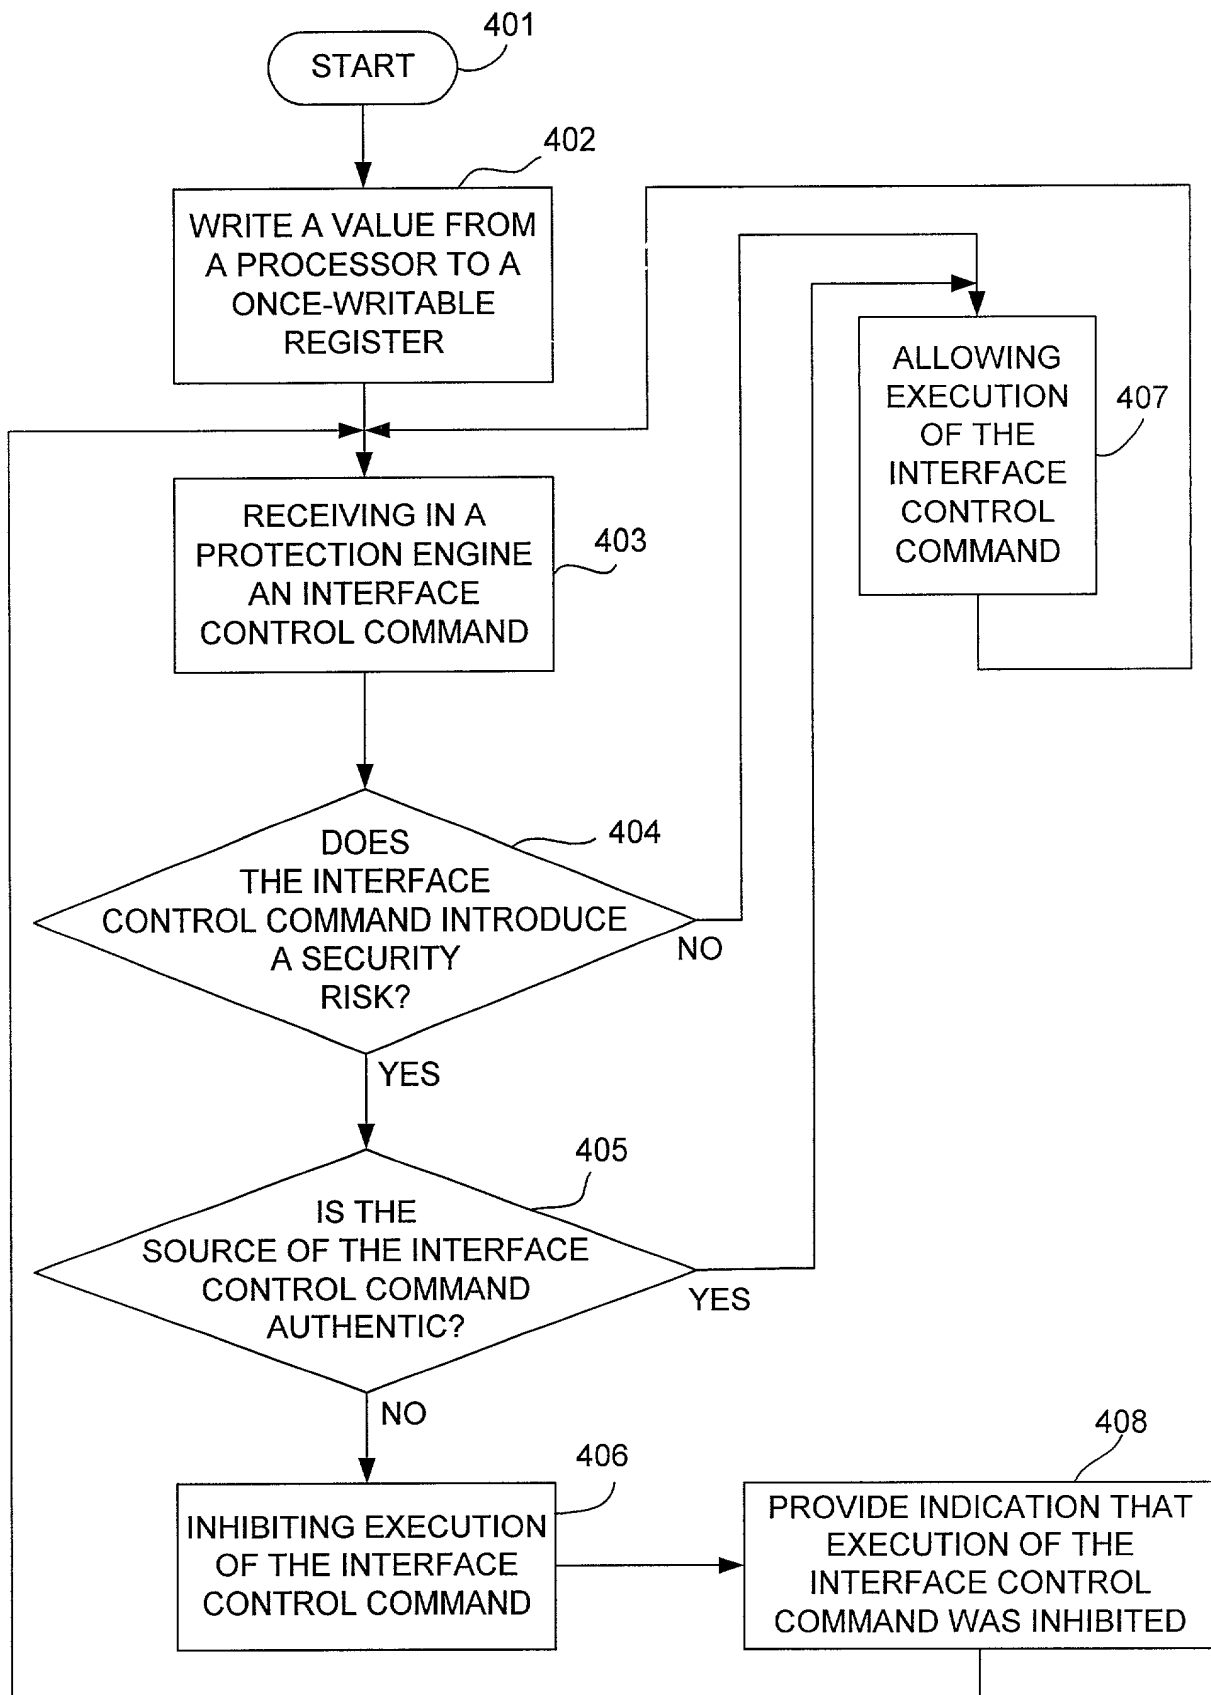 401
START
402
WRITE A VALUE FROM
A PROCESSOR TO A
ONCE-WRITABLE
REGISTER
ALLOWING
EXECUTION
OF THE
INTERFACE
CONTROL
COMMAND
407
RECEIVING IN A
PROTECTION ENGINE
AN INTERFACE
CONTROL COMMAND
403
404
DOES
THE INTERFACE
CONTROL COMMAND INTRODUCE
A SECURITY
RISK?
NO
YES
405
IS THE
SOURCE OF THE INTERFACE
CONTROL COMMAND
AUTHENTIC?
YES
NO
406
INHIBITING EXECUTION
OF THE INTERFACE
CONTROL COMMAND
408
PROVIDE INDICATION THAT
EXECUTION OF THE
INTERFACE CONTROL
COMMAND WAS INHIBITED